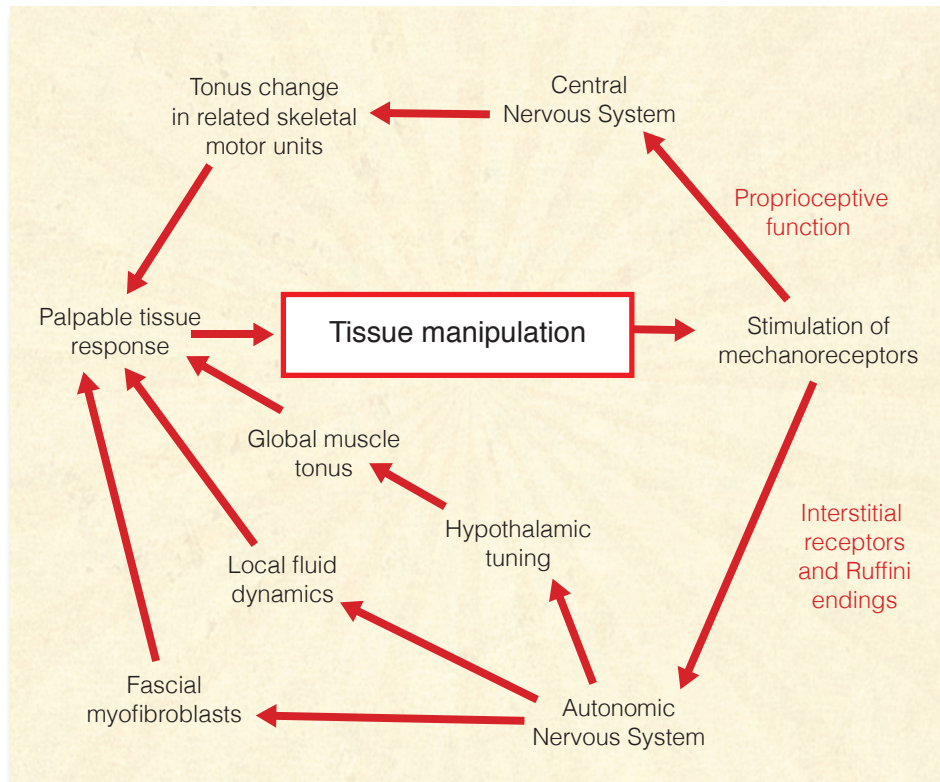 Tonus change
in related skeletal
motor units
Central
Nervous System
Proprioceptive
function
Palpable tissue
response
Tissue manipulation
Stimulation of
mechanoreceptors
Global muscle
tonus
Hypothalamic
tuning
Interstitial
receptors
and Ruffini
endings
Local fluid
dynamics
Fascial
myofibroblasts
Autonomic
Nervous System